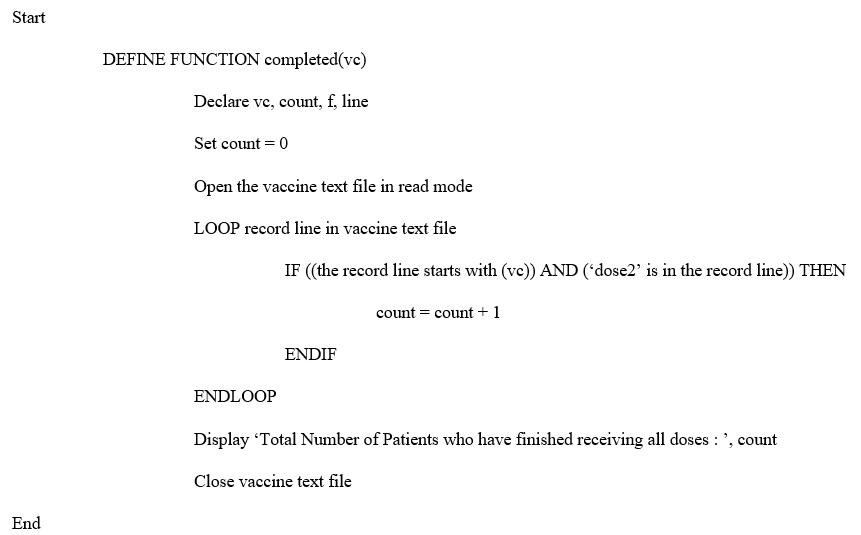 Start
DEFINE FUNCTION completed(vc)
Declare vc, count, f, line
Set count = 0
Open the vaccine text file in read mode
LOOP record line in vaccine text file
IF ((the record line starts with (vc)) AND (‘dose2’ is in the record line)) THEN
count = count + 1
ENDIF
ENDLOOP
Display ‘Total Number of Patients who have finished receiving all doses : ’, count
Close vaccine text file
End